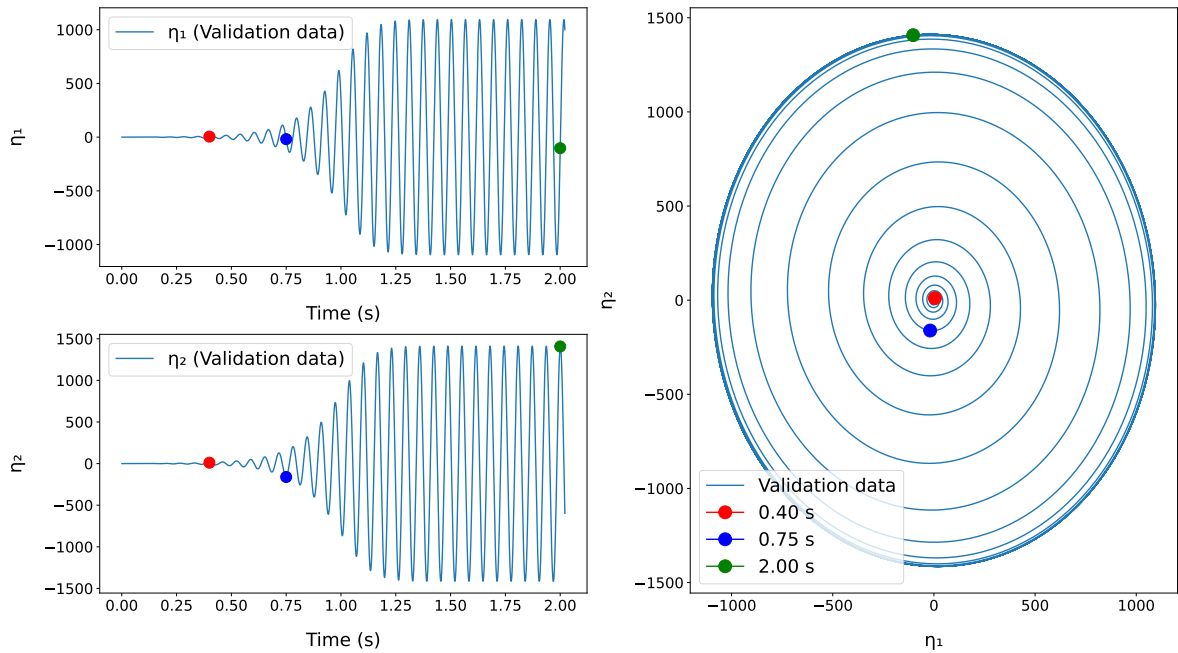 η₁ (Validation data)
1000
500
0
−500
−1000
η₁
0.00 0.25 0.50 0.75 1.00 1.25 1.50 1.75 2.00
Time (s)
η₂ (Validation data)
1500
1000
500
0
−500
−1000
−1500
η₂
0.00 0.25 0.50 0.75 1.00 1.25 1.50 1.75 2.00
Time (s)
1500
1000
500
0
−500
−1000
−1500
η₂
Validation data
0.40 s
0.75 s
2.00 s
−1000 −500 0 500 1000
η₁